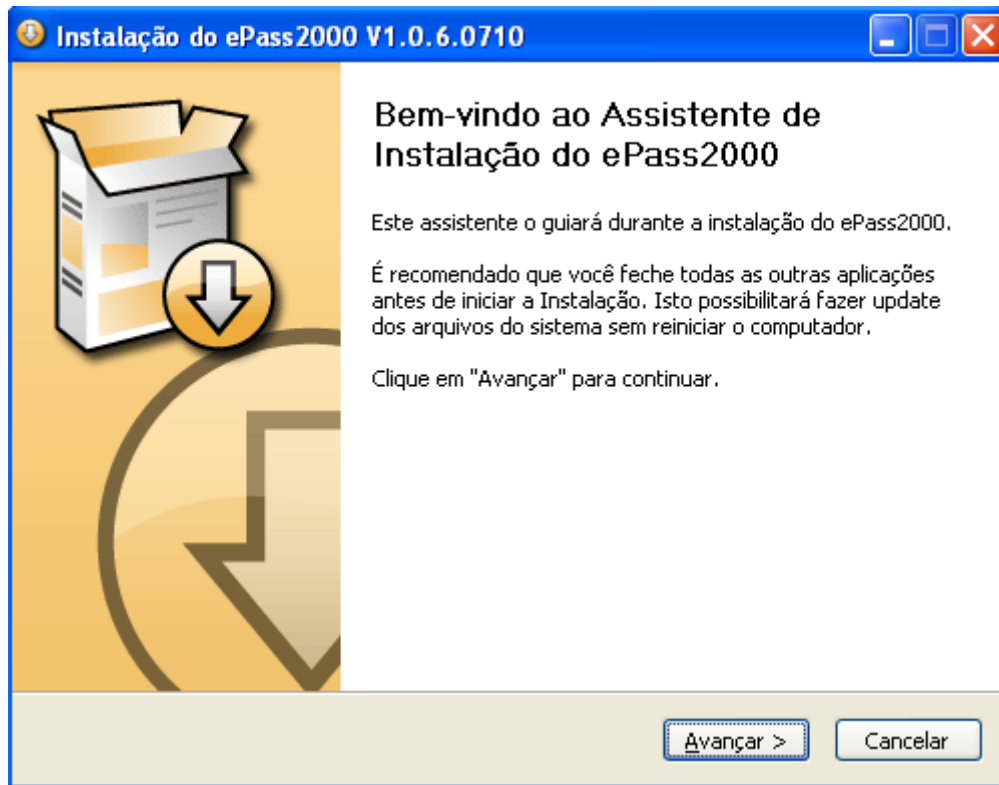 Instalação do ePass2000 V1.0.6.0710
Bem-vindo ao Assistente de
Instalação do ePass2000
Este assistente o guiará durante a instalação do ePass2000.
É recomendado que você feche todas as outras aplicações
antes de iniciar a Instalação. Isto possibilitará fazer update
dos arquivos do sistema sem reiniciar o computador.
Clique em "Avançar" para continuar.
Avançar >
Cancelar